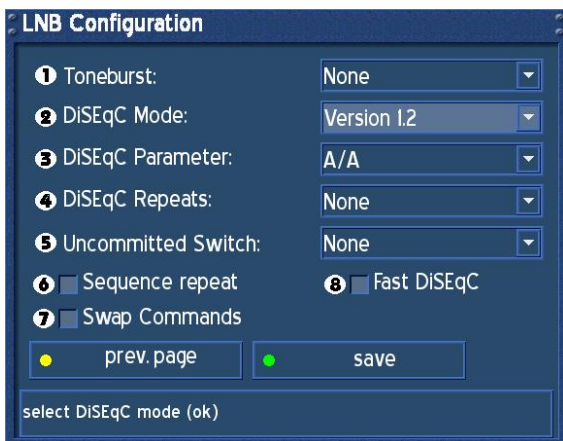 LNB Configuration
1 Toneburst: None
2 DiSEqC Mode: Version 1.2
3 DiSEqC Parameter: A/A
4 DiSEqC Repeats: None
5 Uncommitted Switch: None
6 Sequence repeat 8 Fast DiSEqC
7 Swap Commands
prev. page save
select DiSEqC mode (ok)